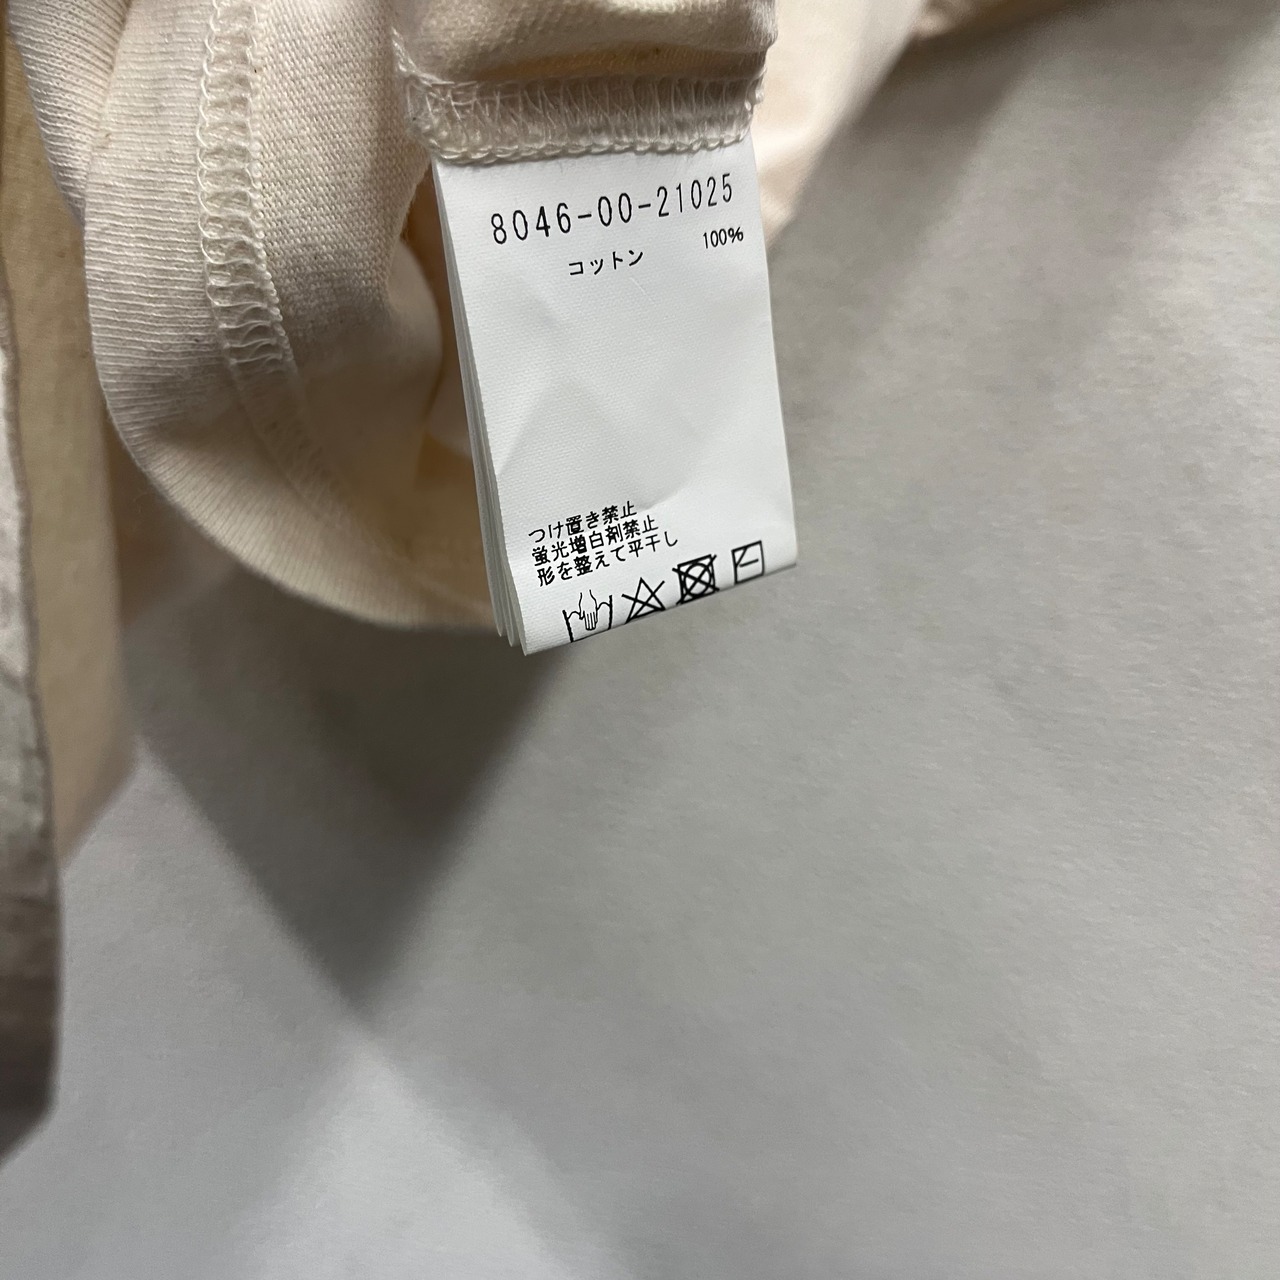 8046-00-21025
コットン 100%
つけ置き禁止
蛍光増白剤禁止
形を整えて平干し